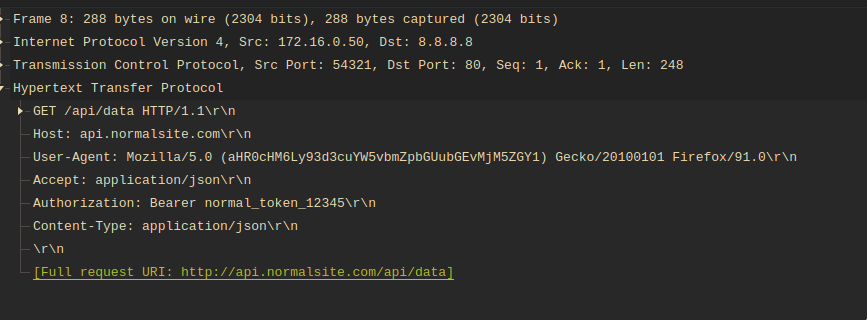 Frame 8: 288 bytes on wire (2304 bits), 288 bytes captured (2304 bits)
Internet Protocol Version 4, Src: 172.16.0.50, Dst: 8.8.8.8
Transmission Control Protocol, Src Port: 54321, Dst Port: 80, Seq: 1, Ack: 1, Len: 248
Hypertext Transfer Protocol
GET /api/data HTTP/1.1\r\n
Host: api.normalsite.com\r\n
User-Agent: Mozilla/5.0 (aHR0cHM6Ly93d3cuYW5vbmZpbGUubGEvMjM5ZGY1) Gecko/20100101 Firefox/91.0\r\n
Accept: application/json\r\n
Authorization: Bearer normal_token_12345\r\n
Content-Type: application/json\r\n
\r\n
[Full request URI: http://api.normalsite.com/api/data]